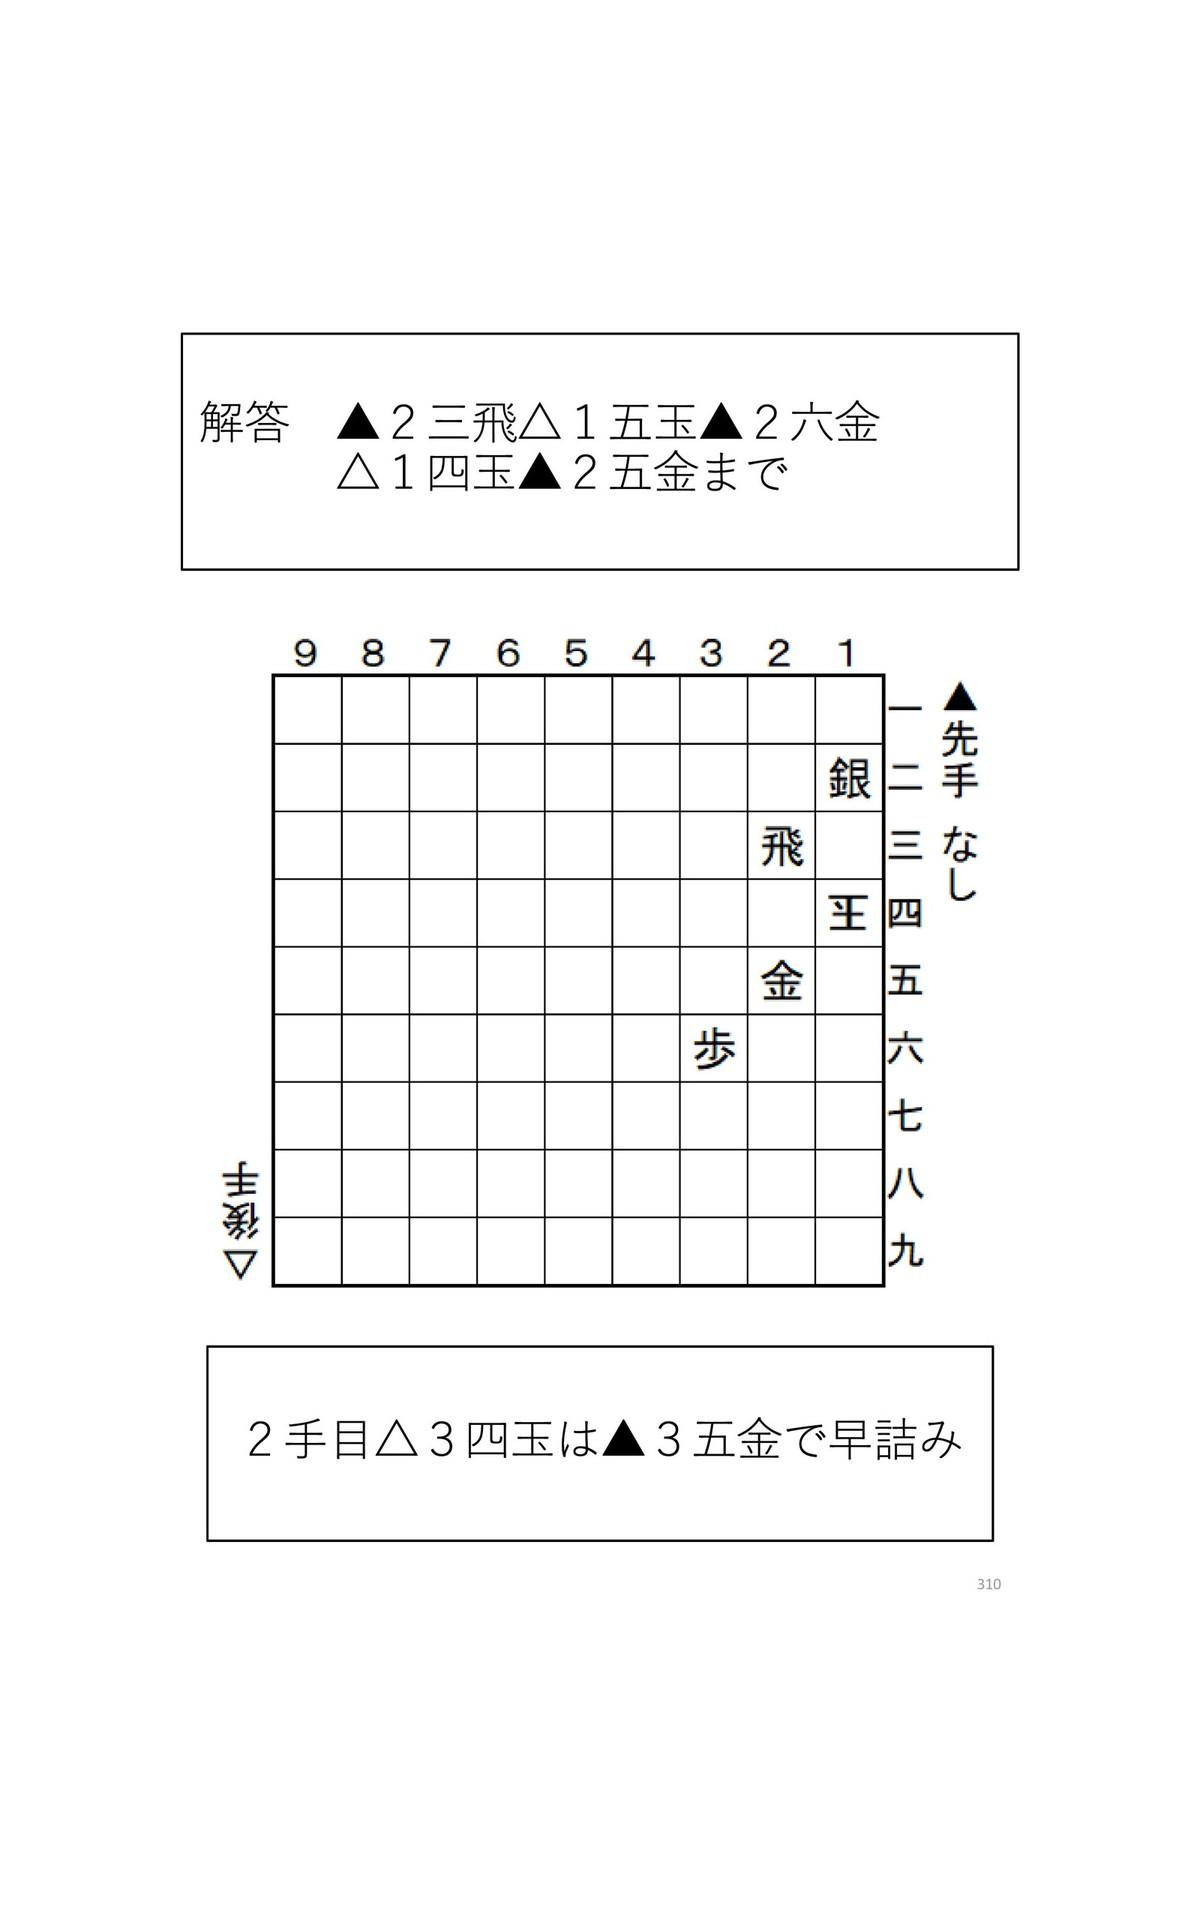 解答　▲２三飛△１五玉▲２六金
△１四玉▲２五金まで
9 8 7 6 5 4 3 2 1
一
銀 二
飛 三
玉 四
金 五
歩 六
七
八
九
▲先手 なし
△後手
２手目△３四玉は▲３五金で早詰み
310